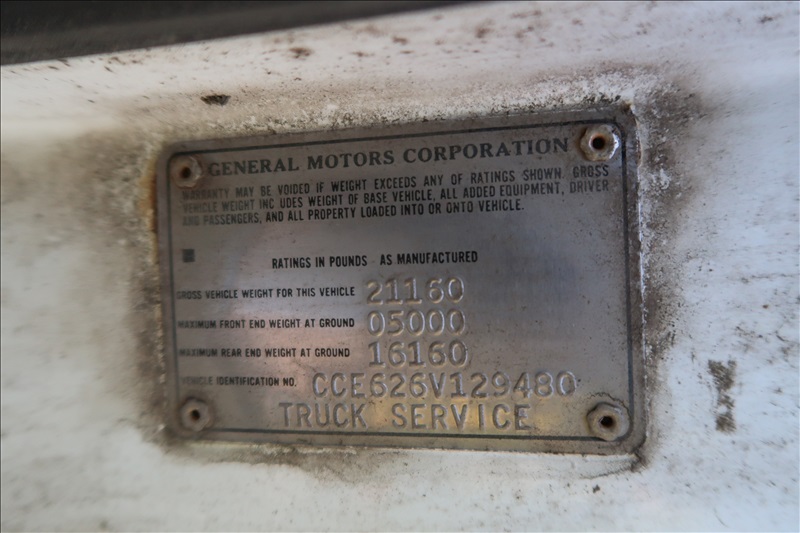 GENERAL MOTORS CORPORATION
WARRANTY MAY BE VOIDED IF WEIGHT EXCEEDS ANY OF RATINGS SHOWN. GROSS
VEHICLE WEIGHT INCLUDES WEIGHT OF BASE VEHICLE, ALL ADDED EQUIPMENT, DRIVER
AND PASSENGERS, AND ALL PROPERTY LOADED INTO OR ONTO VEHICLE.
RATINGS IN POUNDS - AS MANUFACTURED
GROSS VEHICLE WEIGHT FOR THIS VEHICLE 21160
MAXIMUM FRONT END WEIGHT AT GROUND 05000
MAXIMUM REAR END WEIGHT AT GROUND 16160
VEHICLE IDENTIFICATION NO. CCE626V129480
TRUCK SERVICE